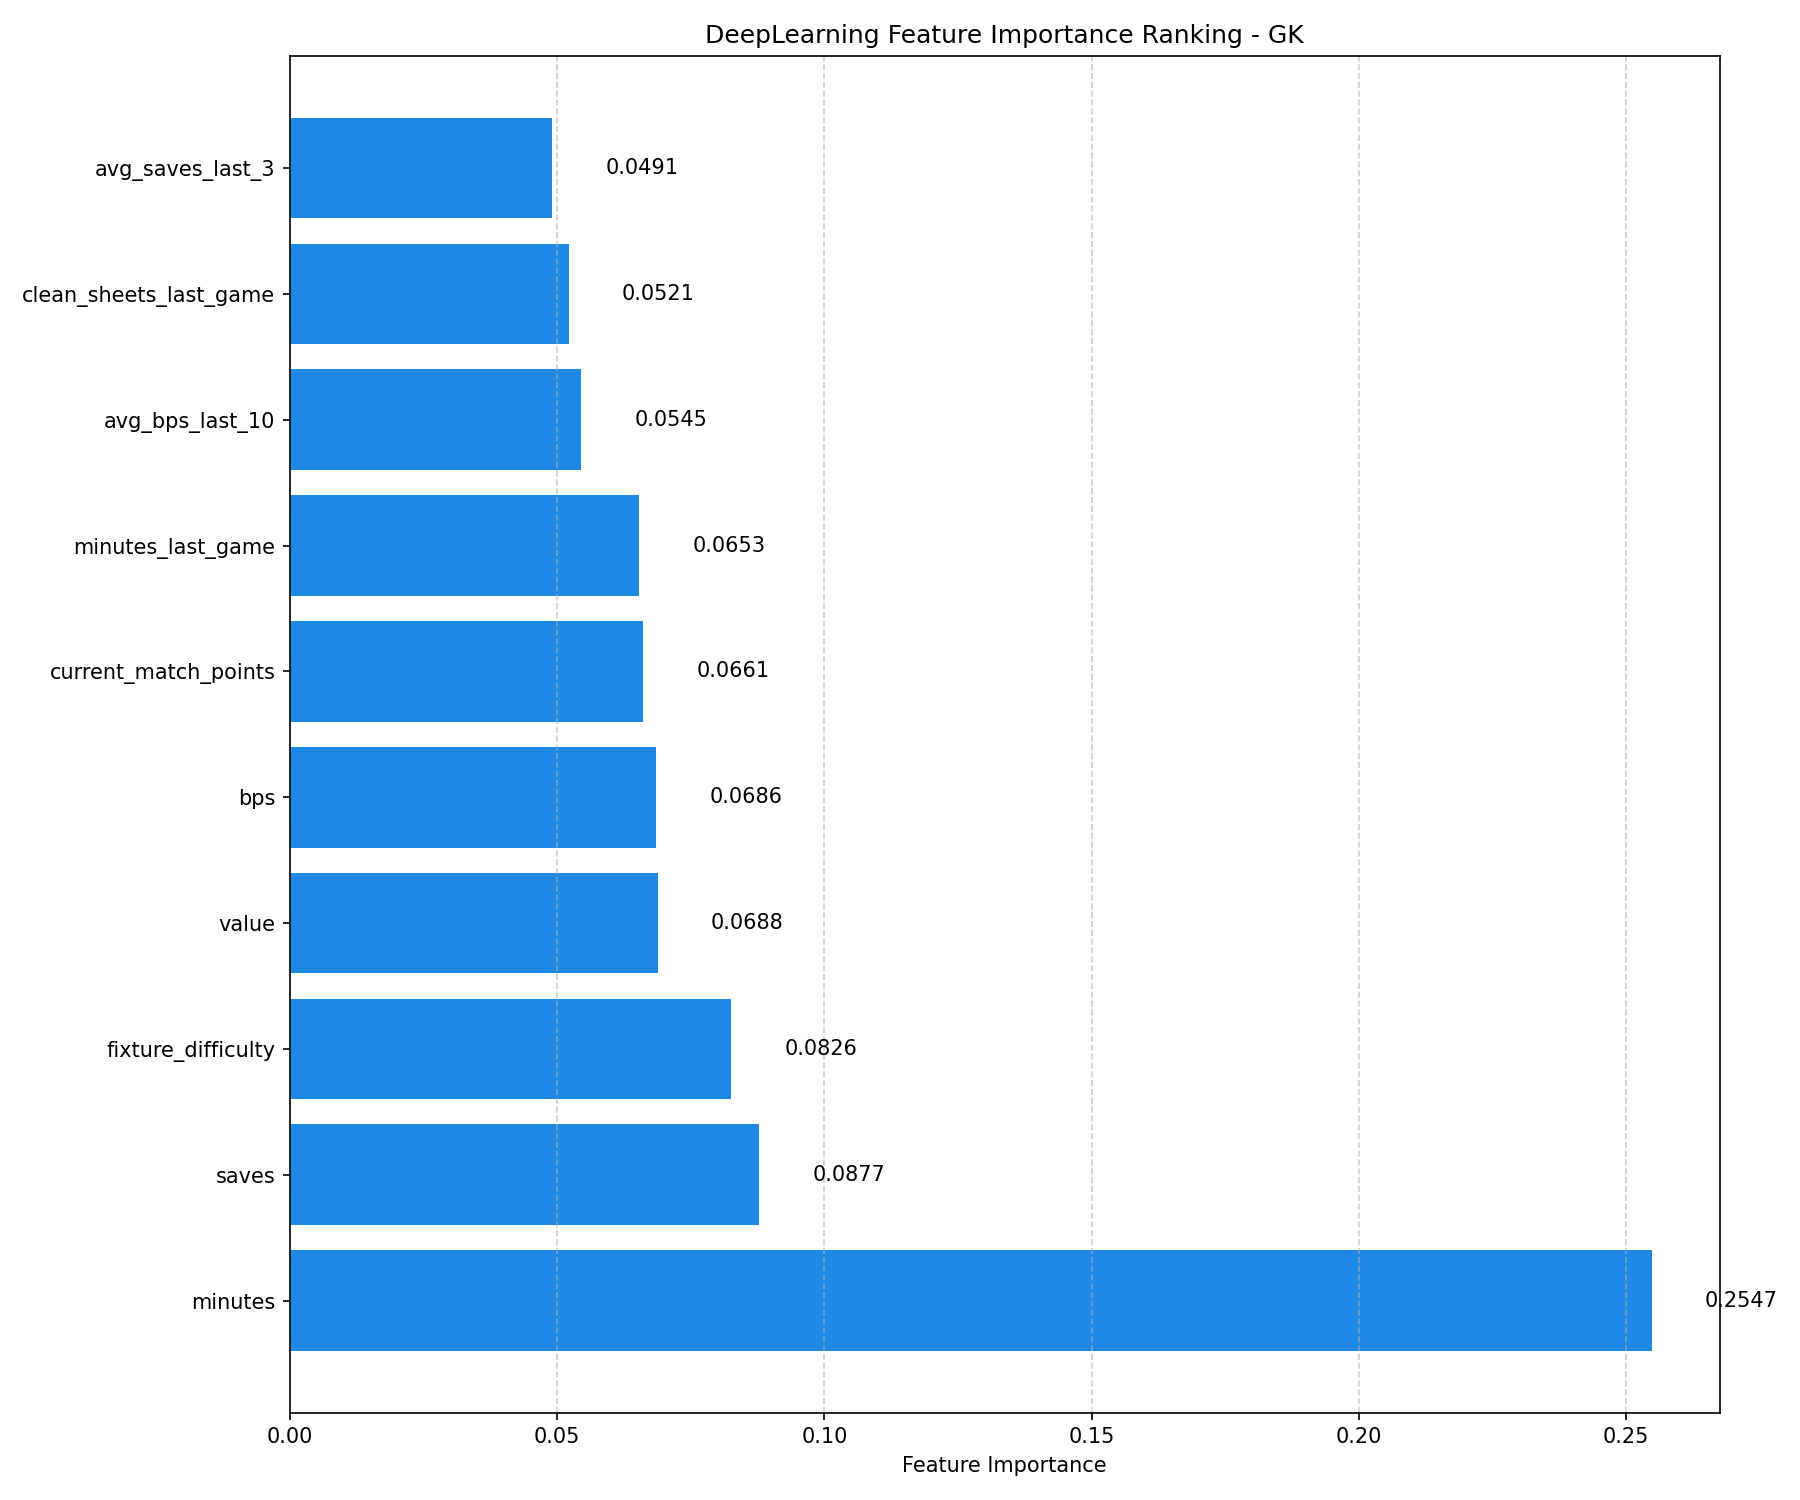 DeepLearning Feature Importance Ranking - GK
avg_saves_last_3 0.0491
clean_sheets_last_game 0.0521
avg_bps_last_10 0.0545
minutes_last_game 0.0653
current_match_points 0.0661
bps 0.0686
value 0.0688
fixture_difficulty 0.0826
saves 0.0877
minutes 0.2547
0.00 0.05 0.10 0.15 0.20 0.25
Feature Importance